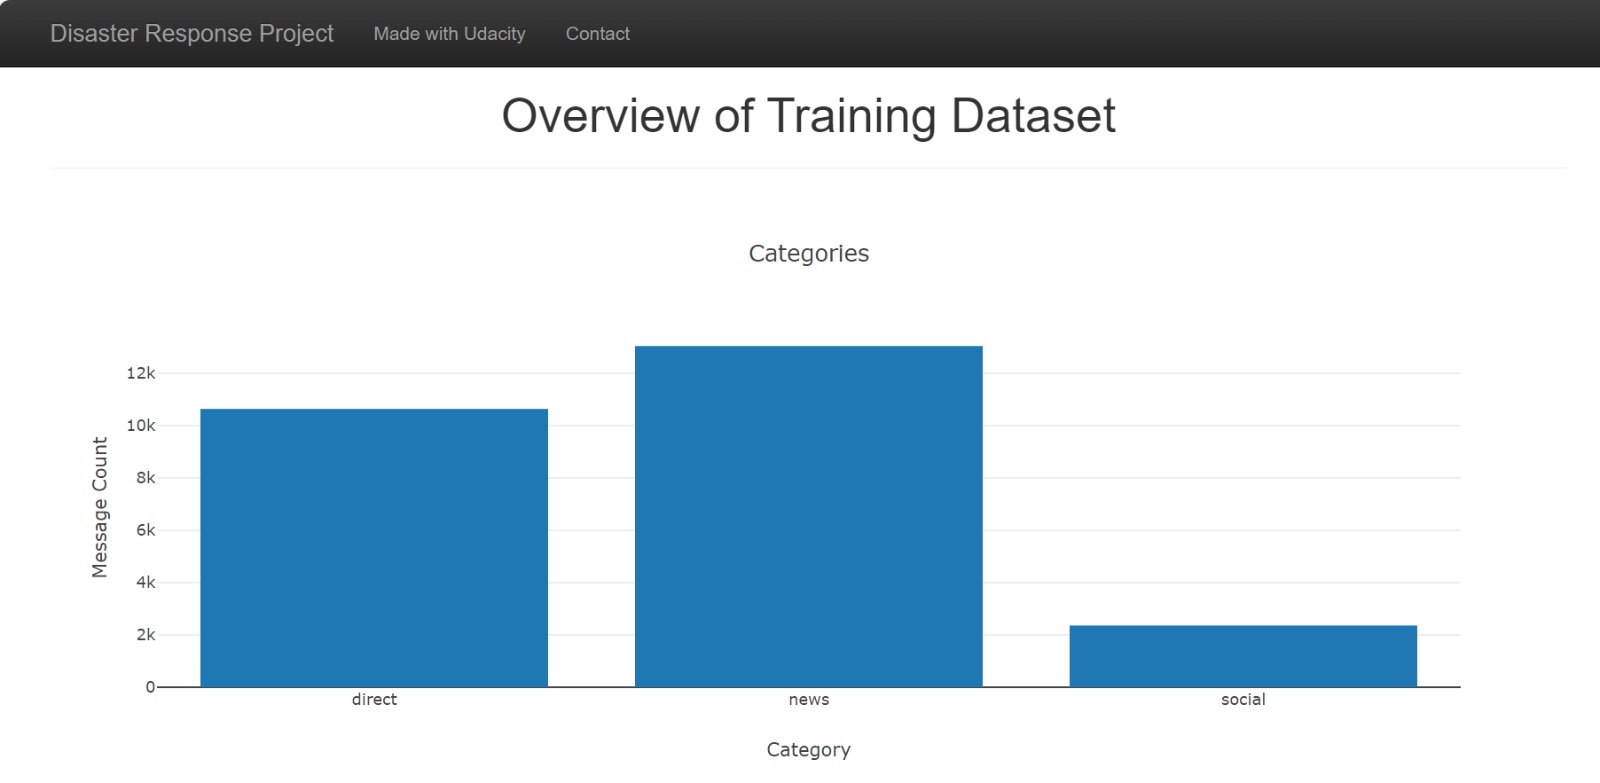 Disaster Response Project Made with Udacity Contact
Overview of Training Dataset
Categories
12k
10k
8k
6k
4k
2k
0
Message Count
direct news social
Category